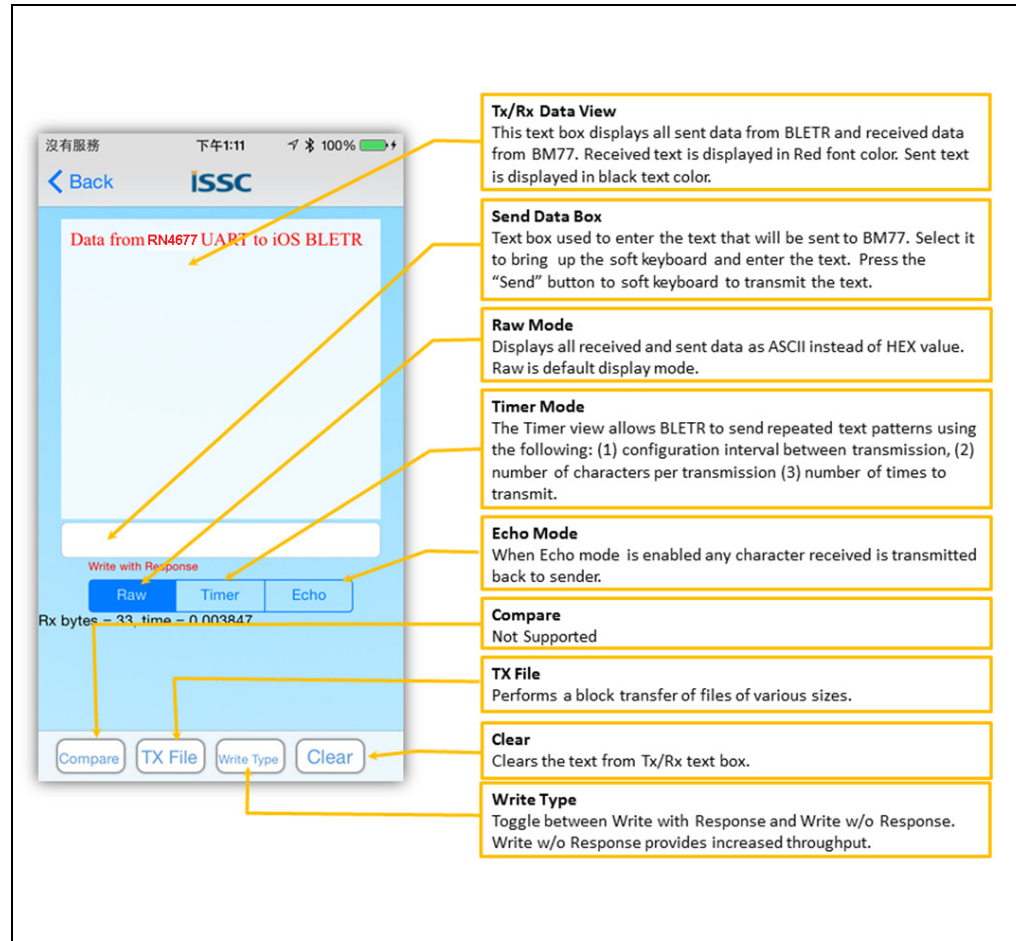 沒有服務 下午1:11 100%
Back ISSC
Data from RN4677 UART to iOS BLETR
Write with Response
Raw Timer Echo
Rx bytes = 33, time = 0.003847
Compare TX File Write Type Clear
Tx/Rx Data View
This text box displays all sent data from BLETR and received data
from BM77. Received text is displayed in Red font color. Sent text
is displayed in black text color.
Send Data Box
Text box used to enter the text that will be sent to BM77. Select it
to bring up the soft keyboard and enter the text. Press the
“Send” button to soft keyboard to transmit the text.
Raw Mode
Displays all received and sent data as ASCII instead of HEX value.
Raw is default display mode.
Timer Mode
The Timer view allows BLETR to send repeated text patterns using
the following: (1) configuration interval between transmission, (2)
number of characters per transmission (3) number of times to
transmit.
Echo Mode
When Echo mode is enabled any character received is transmitted
back to sender.
Compare
Not Supported
TX File
Performs a block transfer of files of various sizes.
Clear
Clears the text from Tx/Rx text box.
Write Type
Toggle between Write with Response and Write w/o Response.
Write w/o Response provides increased throughput.